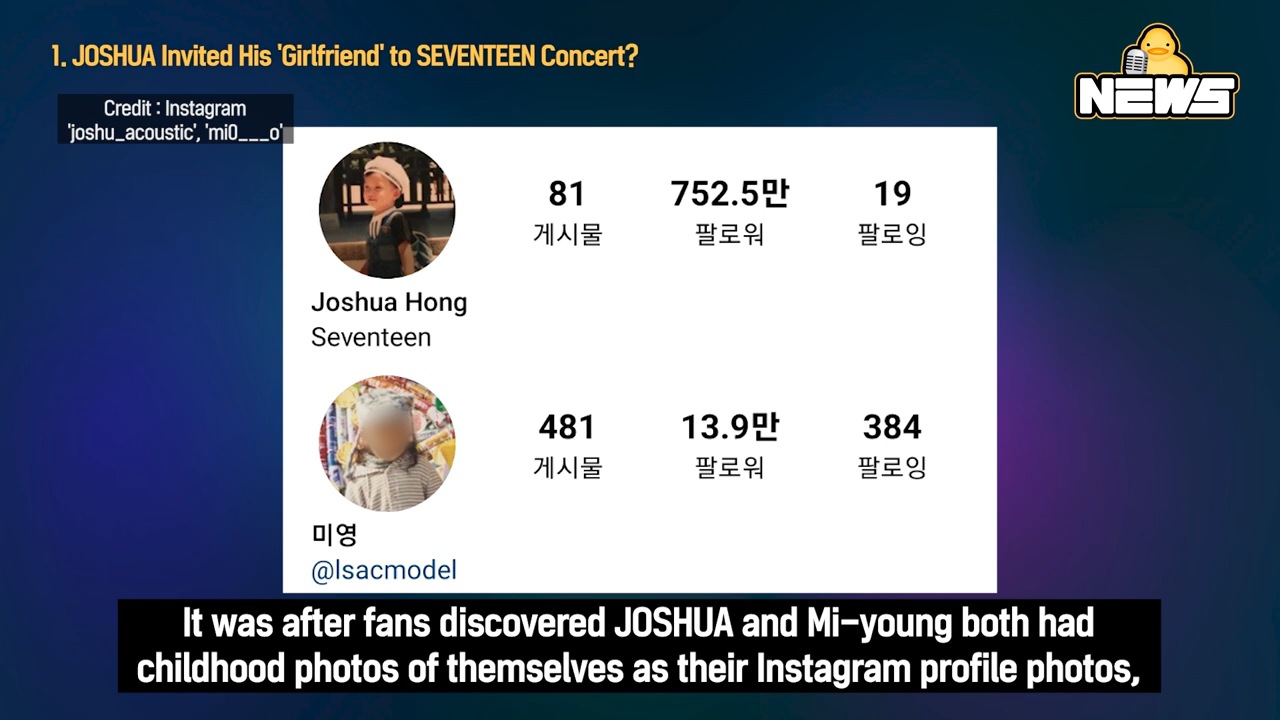 1. JOSHUA Invited His 'Girlfriend' to SEVENTEEN Concert?
NEWS
Credit : Instagram
'joshu_acoustic', 'mi0___o'
81 752.5만 19
게시물 팔로워 팔로잉
Joshua Hong
Seventeen
481 13.9만 384
게시물 팔로워 팔로잉
미영
@lsacmodel
It was after fans discovered JOSHUA and Mi-young both had
childhood photos of themselves as their Instagram profile photos,